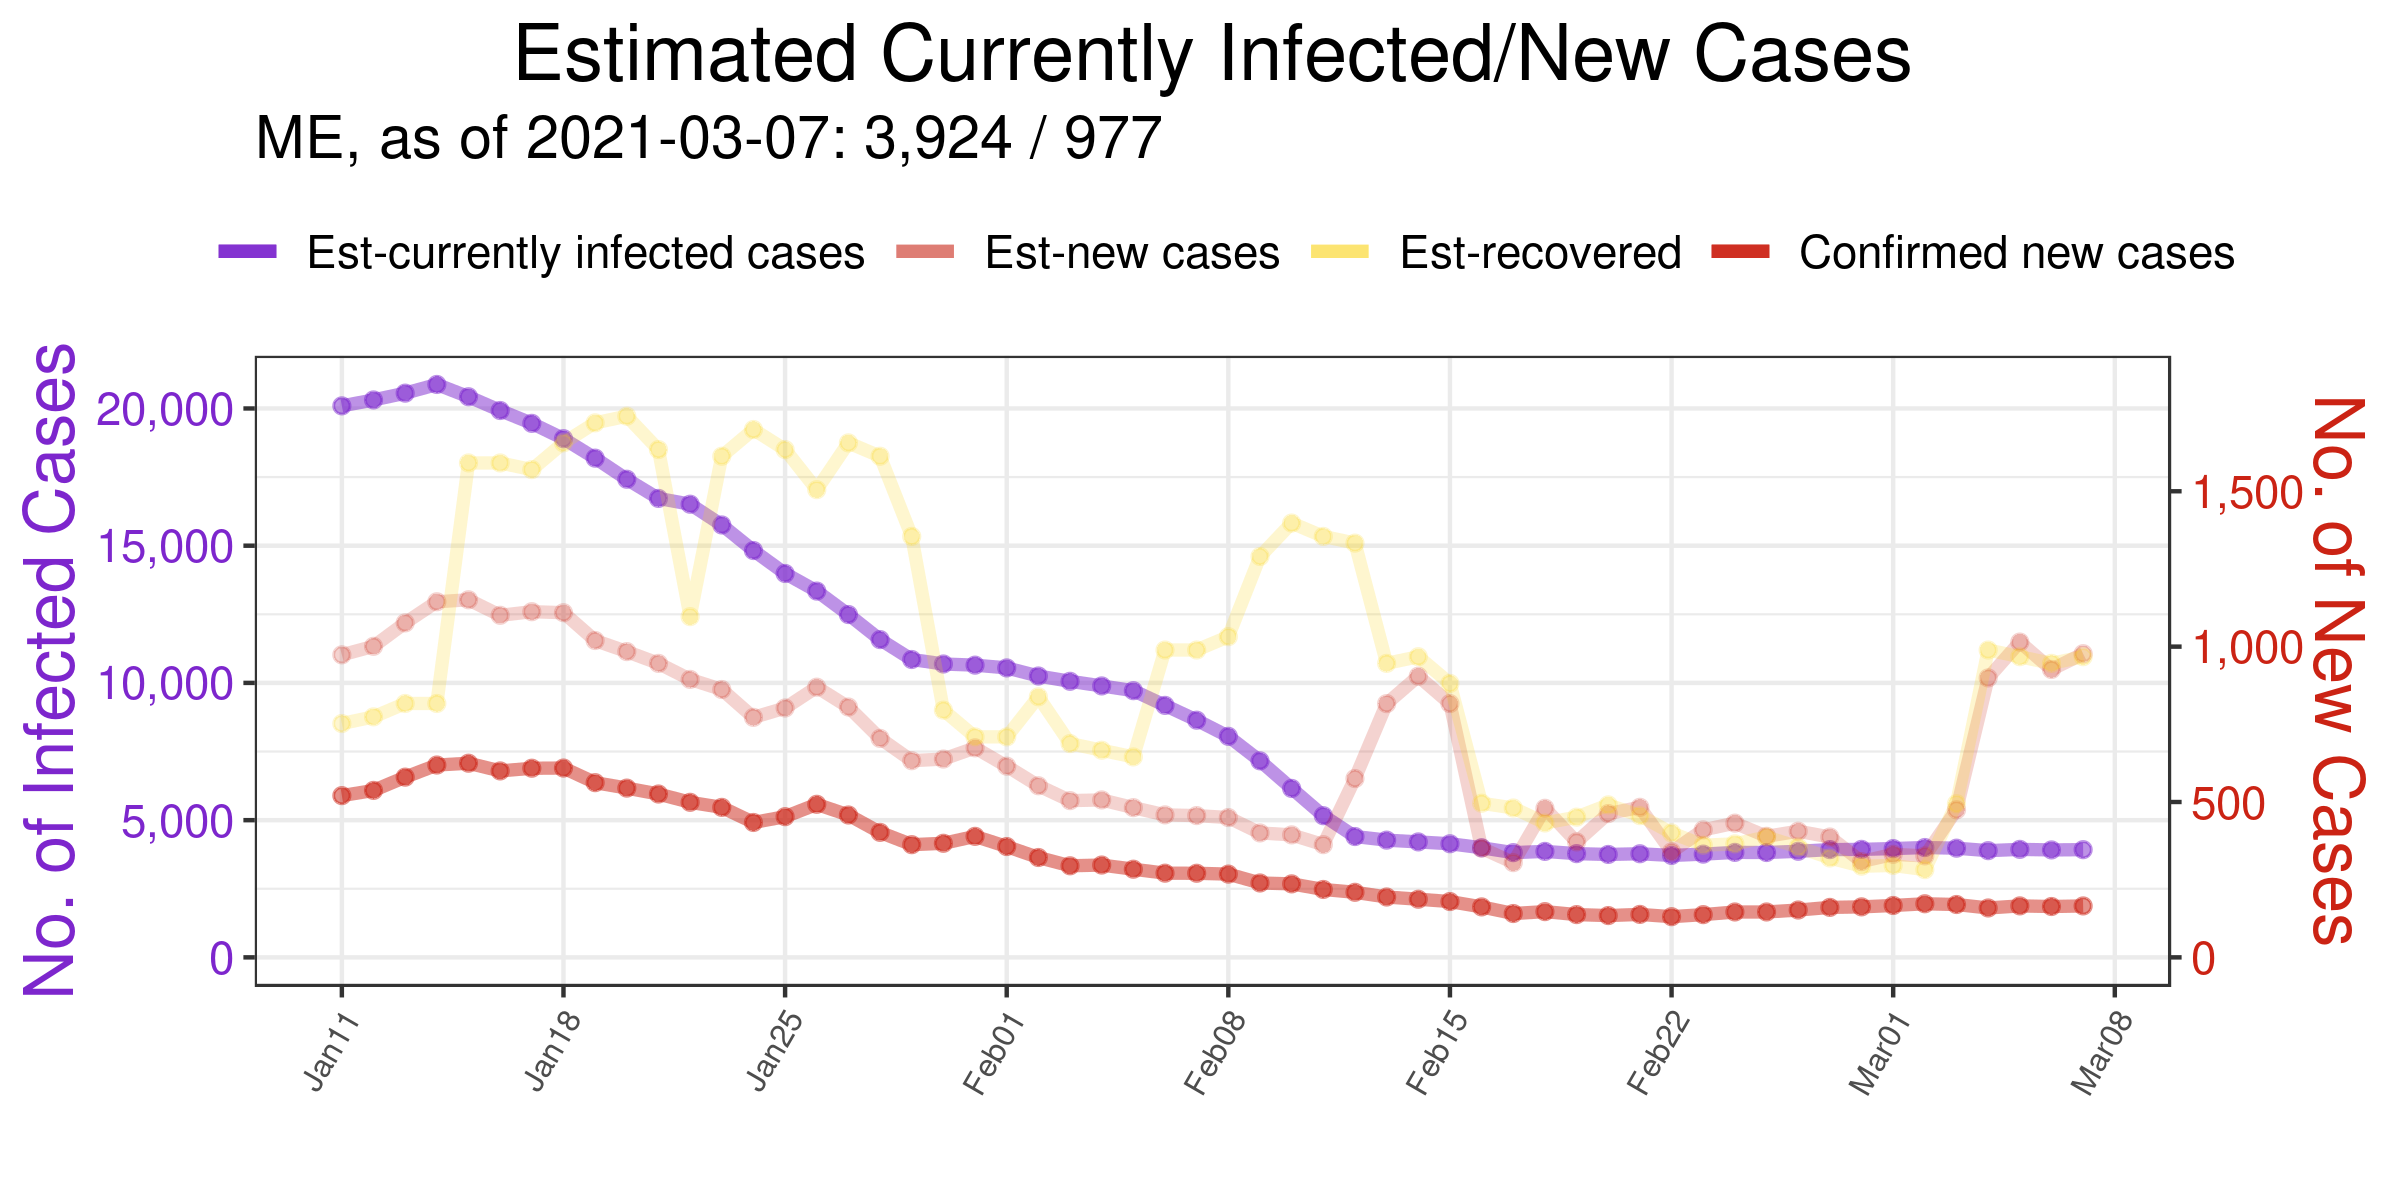 Estimated Currently Infected/New Cases
ME, as of 2021-03-07: 3,924 / 977
Est-currently infected cases Est-new cases Est-recovered Confirmed new cases
No. of Infected Cases
20,000
15,000
10,000
5,000
0
1,500
1,000
500
0
No. of New Cases
Jan11 Jan18 Jan25 Feb01 Feb08 Feb15 Feb22 Mar01 Mar08